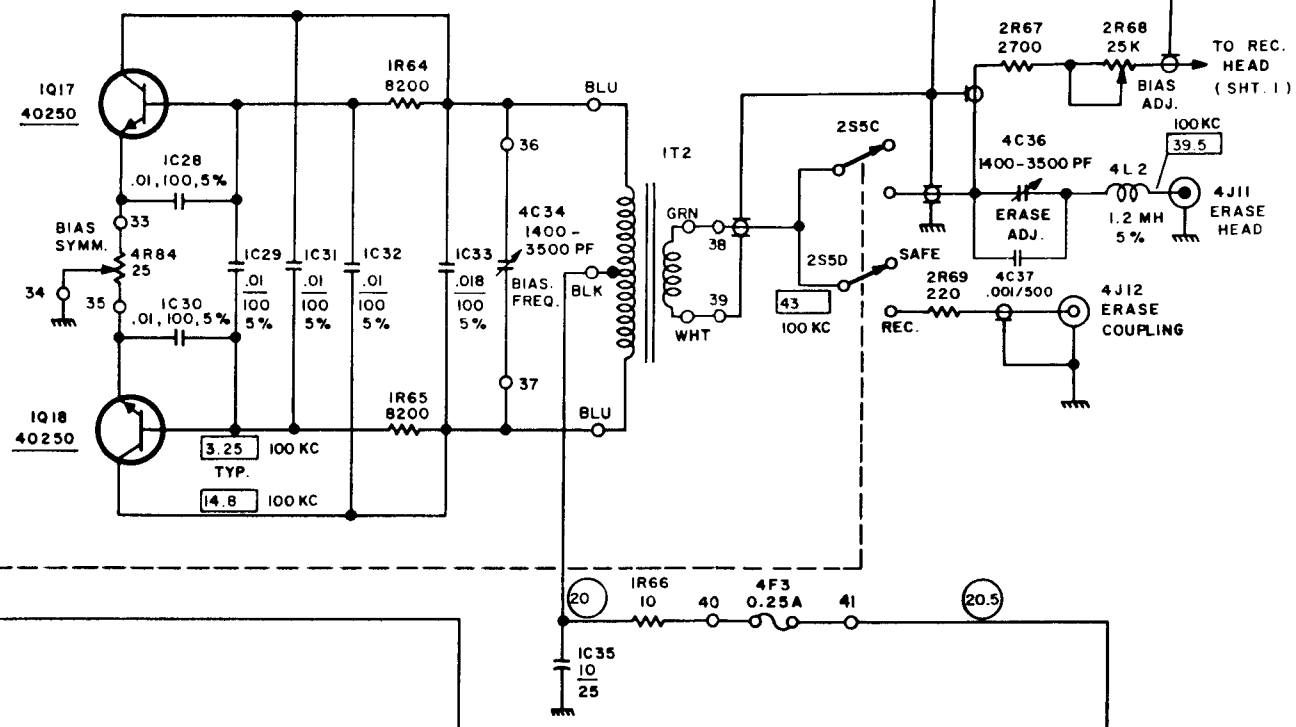 1Q17
40250
1R64
8200
BLU
1C28
.01,100,5%
BIAS
SYMM.
33
4R84
25
34
35
1C30
.01,100,5%
1C29
.01
100
5%
1C31
.01
100
5%
1C32
.01
100
5%
1C33
.018
100
5%
36
4C34
1400-
3500 PF
BIAS.
FREQ.
37
BLK
1T2
GRN
38
39
WHT
1Q18
40250
1R65
8200
BLU
3.25 100 KC
TYP.
14.8 100 KC
2S5C
2S5D
SAFE
REC.
43
100 KC
2R67
2700
2R68
25K
BIAS
ADJ.
TO REC.
HEAD
(SHT. 1)
4C36
1400-3500 PF
ERASE
ADJ.
100 KC
39.5
4L2
1.2 MH
5%
4J11
ERASE
HEAD
2R69
220
4C37
.001/500
4J12
ERASE
COUPLING
20
1R66
10
40
4F3
0.25A
41
20.5
1C35
10
25